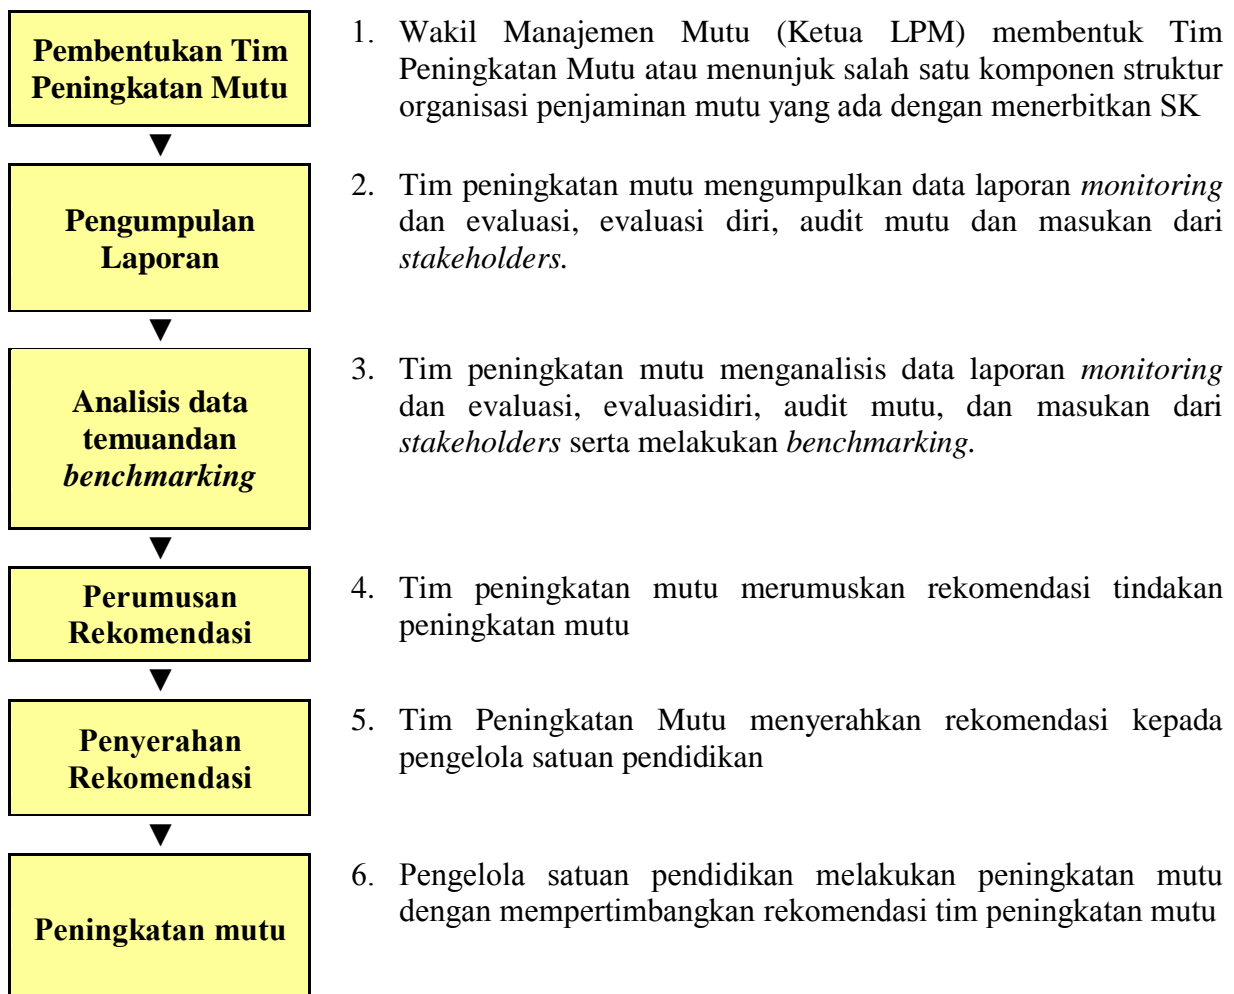 Pembentukan Tim
Peningkatan Mutu
1. Wakil Manajemen Mutu (Ketua LPM) membentuk Tim
Peningkatan Mutu atau menunjuk salah satu komponen struktur
organisasi penjaminan mutu yang ada dengan menerbitkan SK
▼
Pengumpulan
Laporan
2. Tim peningkatan mutu mengumpulkan data laporan monitoring
dan evaluasi, evaluasi diri, audit mutu dan masukan dari
stakeholders.
▼
Analisis data
temuandan
benchmarking
3. Tim peningkatan mutu menganalisis data laporan monitoring
dan evaluasi, evaluasidiri, audit mutu, dan masukan dari
stakeholders serta melakukan benchmarking.
▼
Perumusan
Rekomendasi
4. Tim peningkatan mutu merumuskan rekomendasi tindakan
peningkatan mutu
▼
Penyerahan
Rekomendasi
5. Tim Peningkatan Mutu menyerahkan rekomendasi kepada
pengelola satuan pendidikan
▼
Peningkatan mutu
6. Pengelola satuan pendidikan melakukan peningkatan mutu
dengan mempertimbangkan rekomendasi tim peningkatan mutu